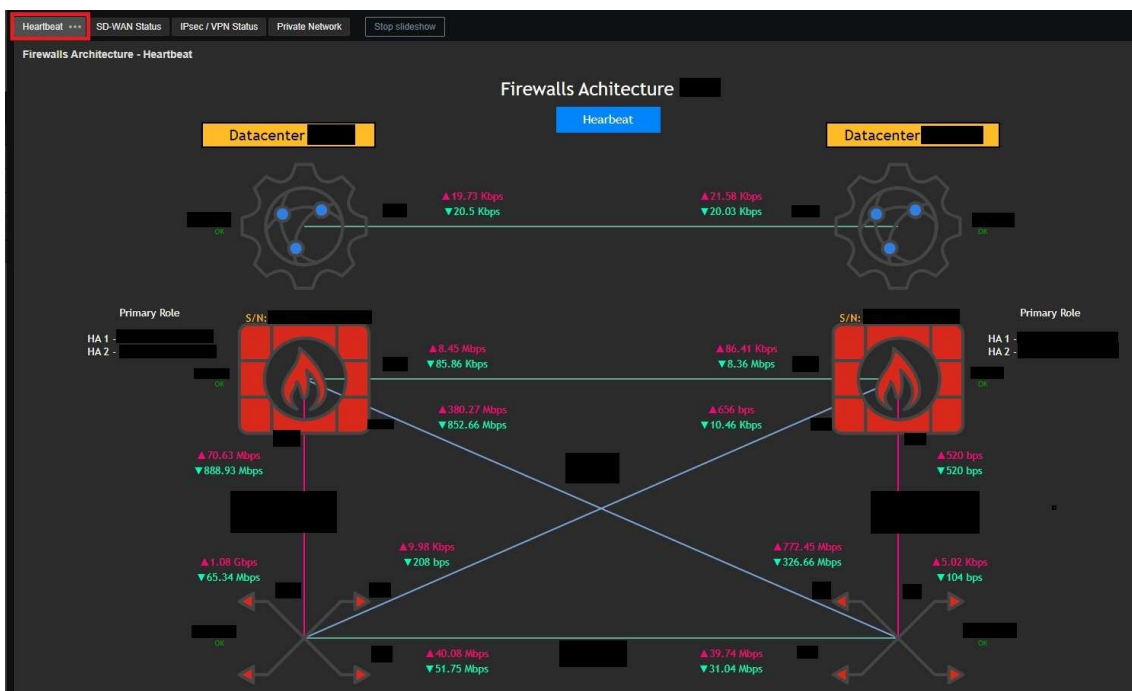 Heartbeat •••
SD-WAN Status
IPsec / VPN Status
Private Network
Stop slideshow
Firewalls Architecture - Heartbeat
Firewalls Achitecture
Hearbeat
Datacenter
Datacenter
▲19.73 Kbps
▼20.5 Kbps
▲21.58 Kbps
▼20.03 Kbps
OK
OK
Primary Role
HA 1 -
HA 2 -
OK
S/N:
S/N:
Primary Role
HA 1 -
HA 2 -
OK
▲8.45 Mbps
▼85.86 Kbps
▲86.41 Kbps
▼8.36 Mbps
▲380.27 Mbps
▼852.66 Mbps
▲656 bps
▼10.46 Kbps
▲70.63 Mbps
▼888.93 Mbps
▲520 bps
▼520 bps
▲1.08 Gbps
▼65.34 Mbps
▲9.98 Kbps
▼208 bps
▲772.45 Mbps
▼326.66 Mbps
▲5.02 Kbps
▼104 bps
OK
OK
▲40.08 Mbps
▼51.75 Mbps
▲39.74 Mbps
▼31.04 Mbps